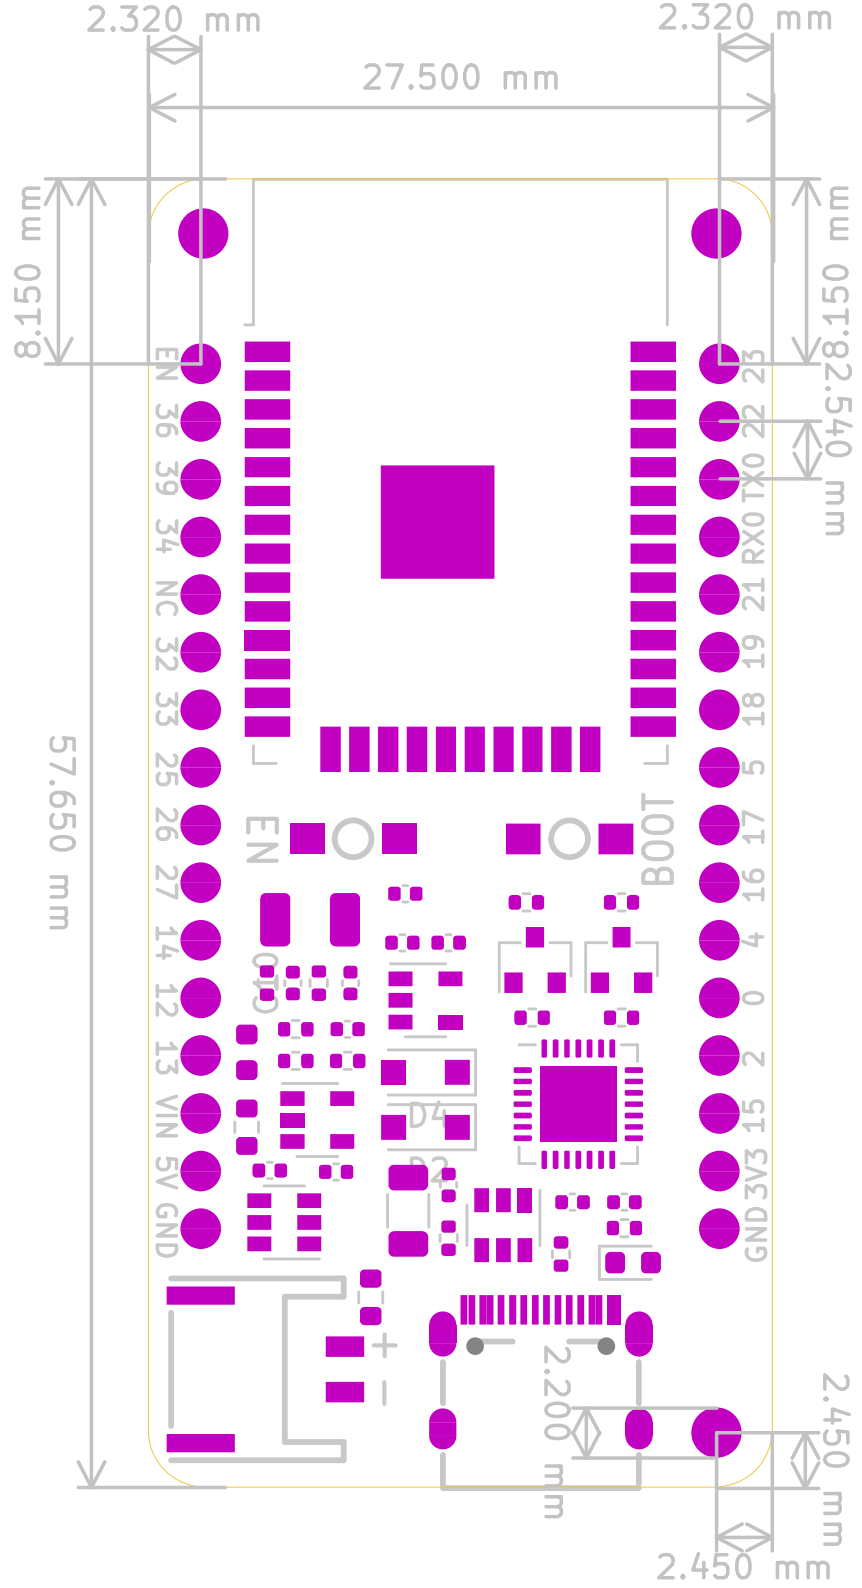 2.320 mm
2.320 mm
27.500 mm
8.150 mm
8.150 mm
2.540 mm
57.650 mm
EN
36
39
34
NC
32
33
25
26
27
14
12
13
VIN
5V
GND
23
22
TX0
RX0
21
19
18
5
17
16
4
0
2
15
3V3
GND
EN
BOOT
D4
D2
+
2.200 mm
2.450 mm
2.450 mm